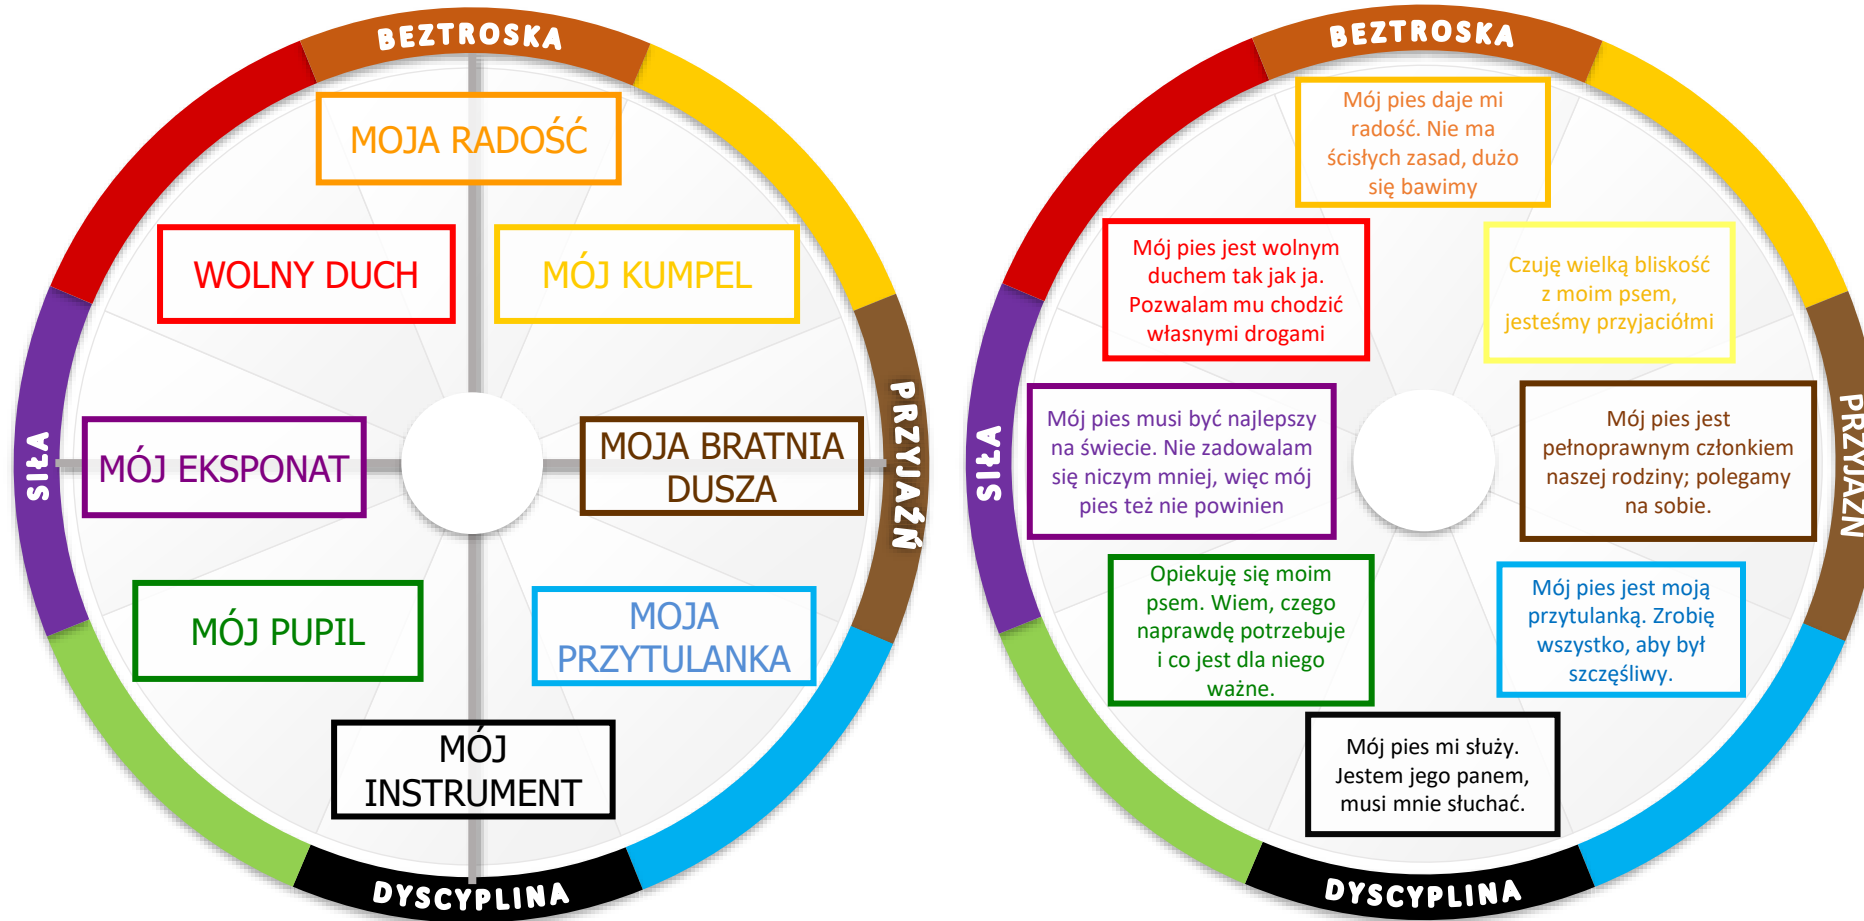 BEZTROSKA
MOJA RADOŚĆ
WOLNY DUCH
MÓJ KUMPEL
SIŁA
MÓJ EKSPONAT
MOJA BRATNIA
DUSZA
PRZYJAŹŃ
MÓJ PUPIL
MOJA
PRZYTULANKA
MÓJ
INSTRUMENT
DYSCYPLINA
BEZTROSKA
Mój pies daje mi
radość. Nie ma
ścisłych zasad, dużo
się bawimy
Mój pies jest wolnym
duchem tak jak ja.
Pozwalam mu chodzić
własnymi drogami
Czuję wielką bliskość
z moim psem,
jesteśmy przyjaciółmi
SIŁA
Mój pies musi być najlepszy
na świecie. Nie zadowalam
się niczym mniej, więc mój
pies też nie powinien
Mój pies jest
pełnoprawnym członkiem
naszej rodziny; polegamy
na sobie.
PRZYJAŹŃ
Opiekuję się moim
psem. Wiem, czego
naprawdę potrzebuje
i co jest dla niego
ważne.
Mój pies jest moją
przytulanką. Zrobię
wszystko, aby był
szczęśliwy.
Mój pies mi służy.
Jestem jego panem,
musi mnie słuchać.
DYSCYPLINA